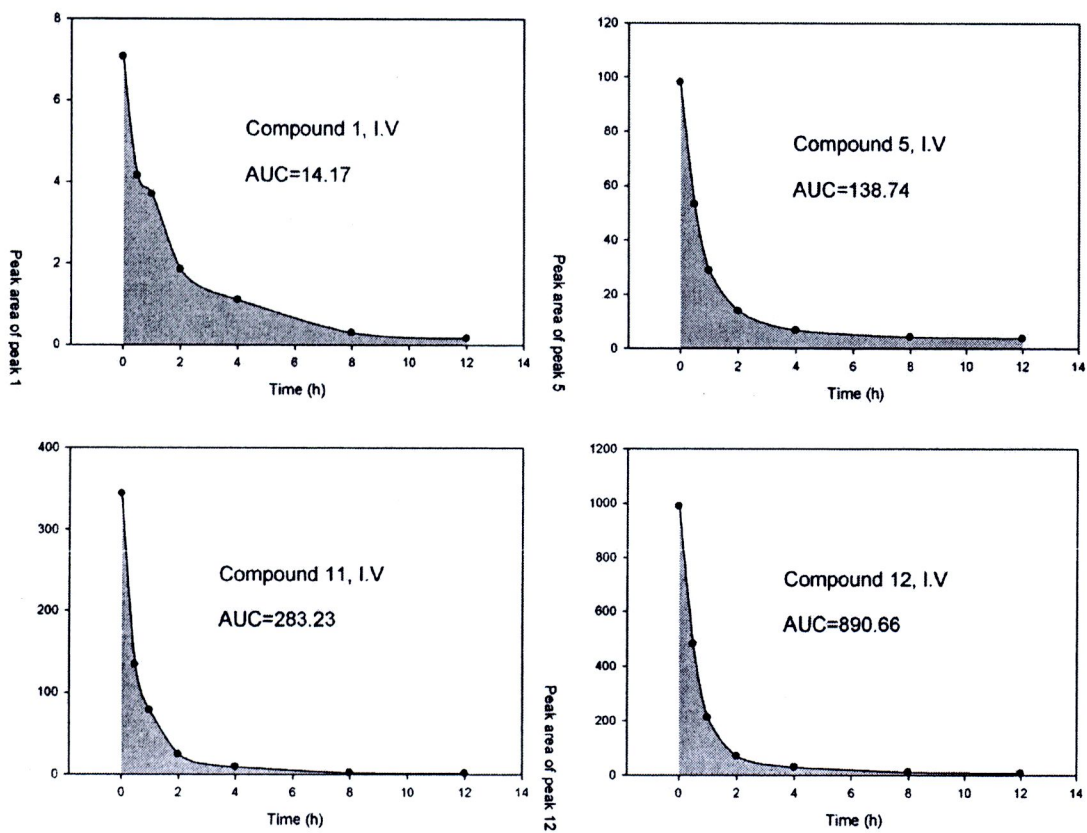 8
6
4
2
0
Peak area of peak 1
Compound 1, I.V
AUC=14.17
0 2 4 6 8 10 12 14
Time (h)
120
100
80
60
40
20
0
Peak area of peak 5
Compound 5, I.V
AUC=138.74
0 2 4 6 8 10 12 14
Time (h)
400
300
200
100
0
Compound 11, I.V
AUC=283.23
0 2 4 6 8 10 12 14
Time (h)
1200
1000
800
600
400
200
0
Peak area of peak 12
Compound 12, I.V
AUC=890.66
0 2 4 6 8 10 12 14
Time (h)